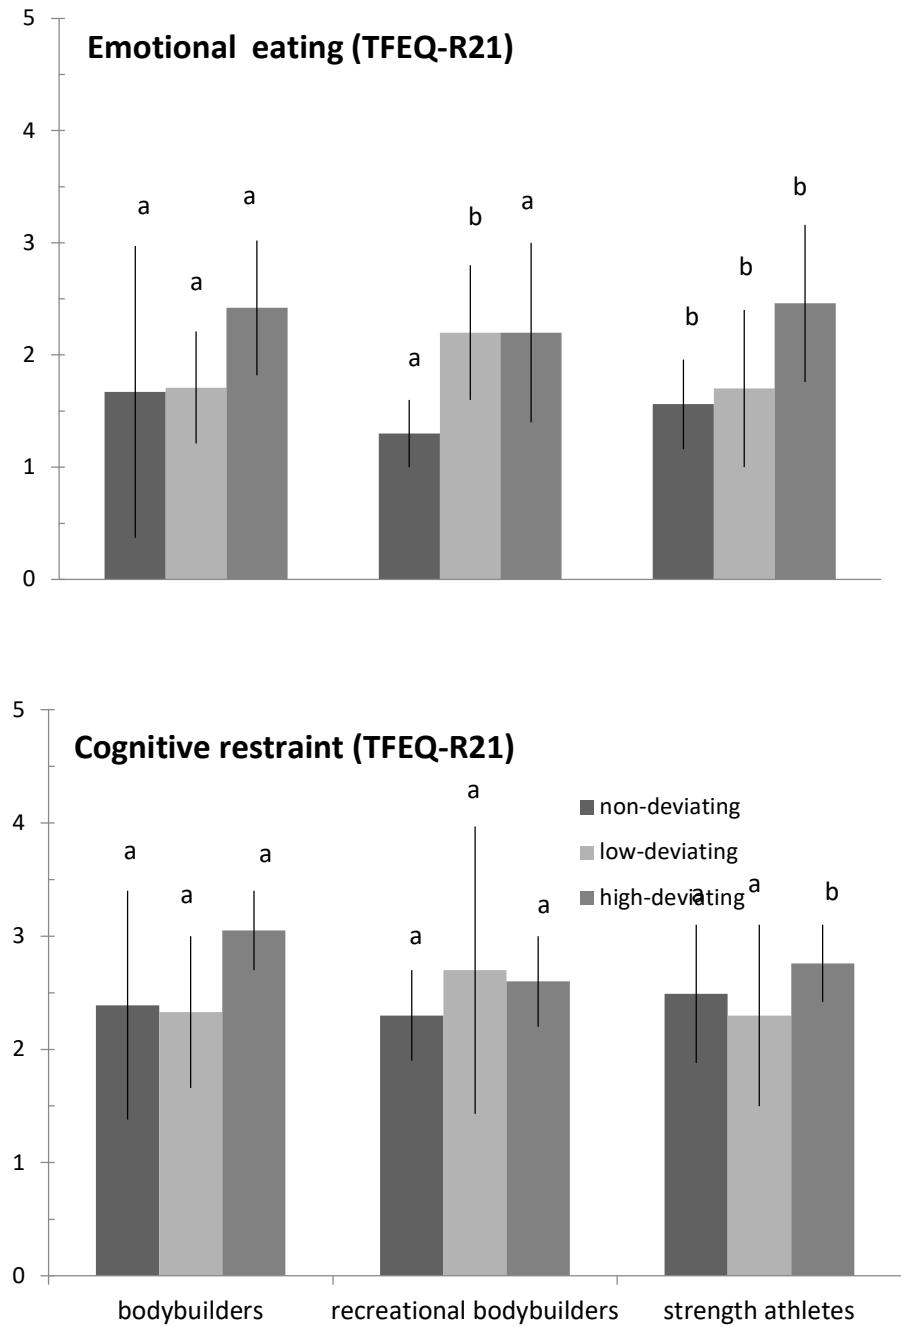 5
Emotional eating (TFEQ-R21)
4
3
2
1
0
a a a
a b a
b b b
5
Cognitive restraint (TFEQ-R21)
4
3
2
1
0
a a a
a a a
a a b
non-deviating
low-deviating
high-deviating
bodybuilders recreational bodybuilders strength athletes